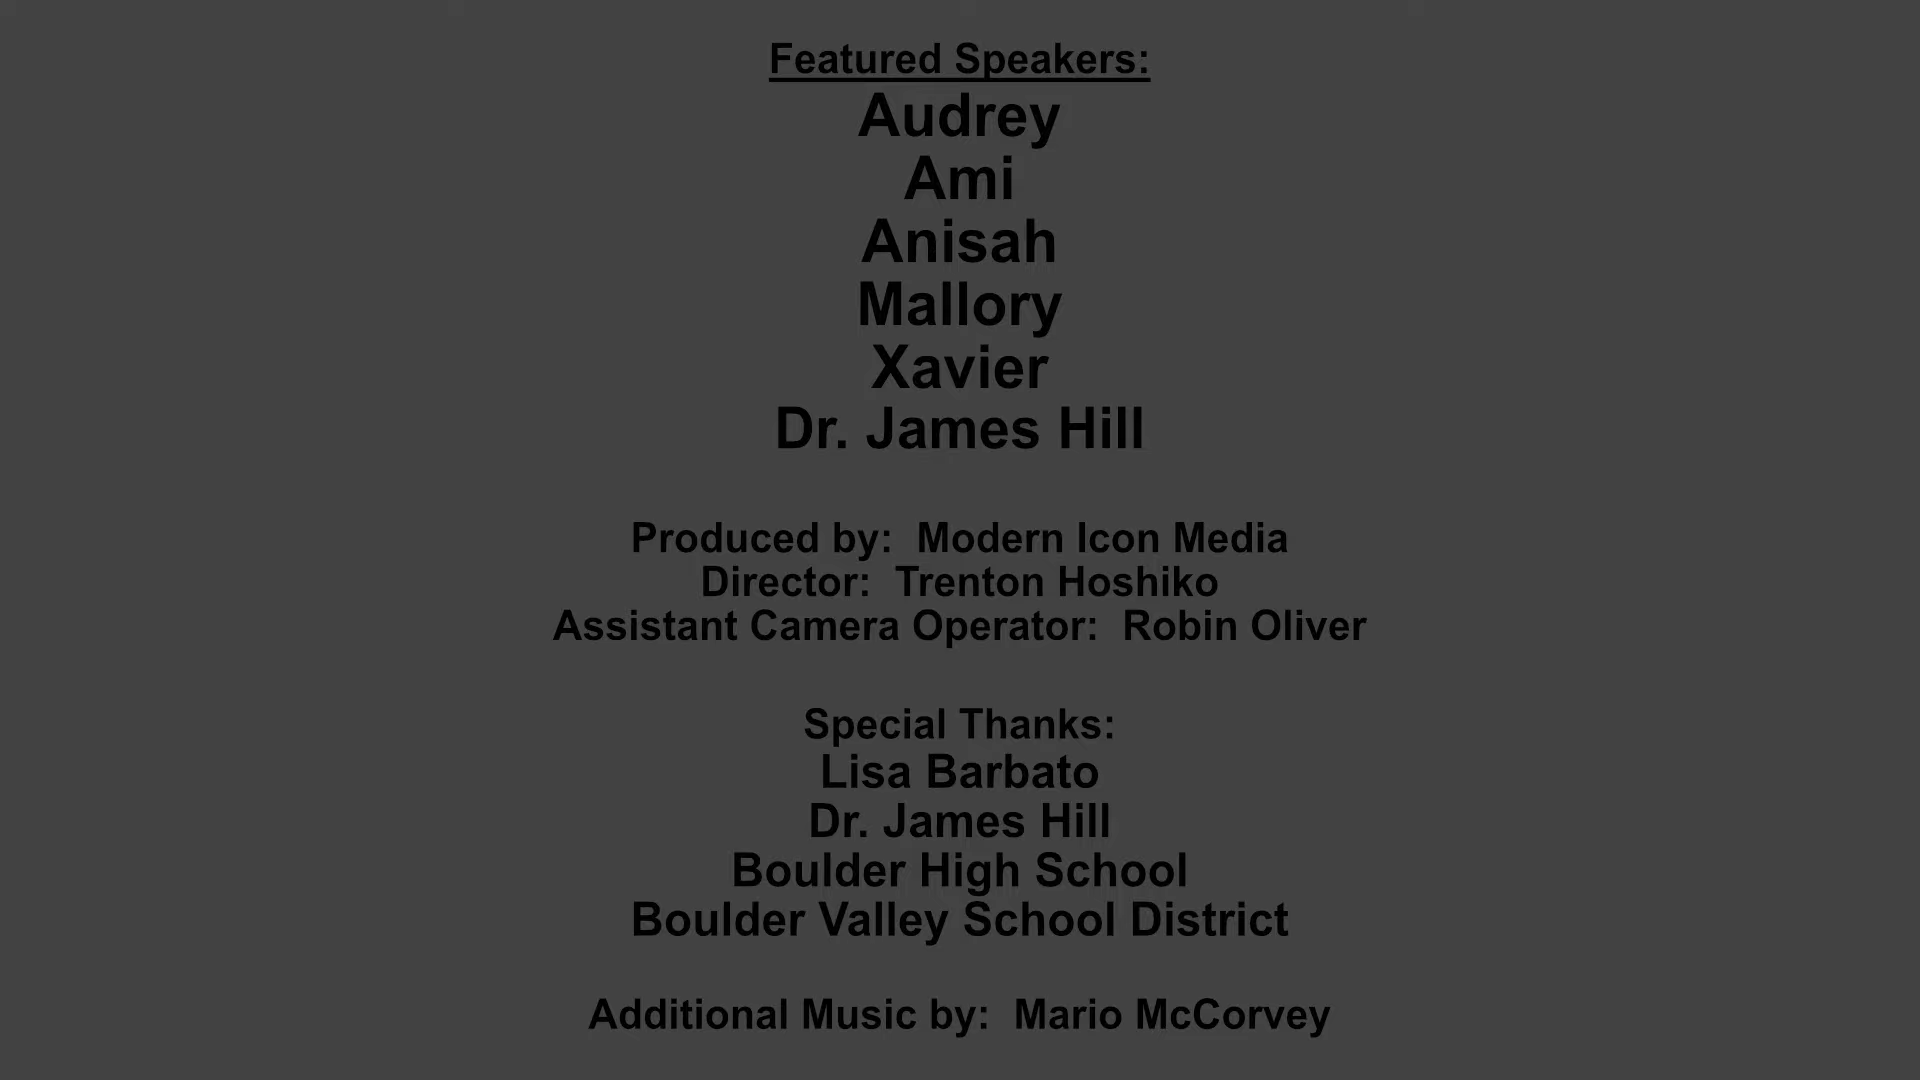 Featured Speakers:
Audrey
Ami
Anisah
Mallory
Xavier
Dr. James Hill
Produced by:  Modern Icon Media
Director:  Trenton Hoshiko
Assistant Camera Operator:  Robin Oliver
Special Thanks:
Lisa Barbato
Dr. James Hill
Boulder High School
Boulder Valley School District
Additional Music by:  Mario McCorvey